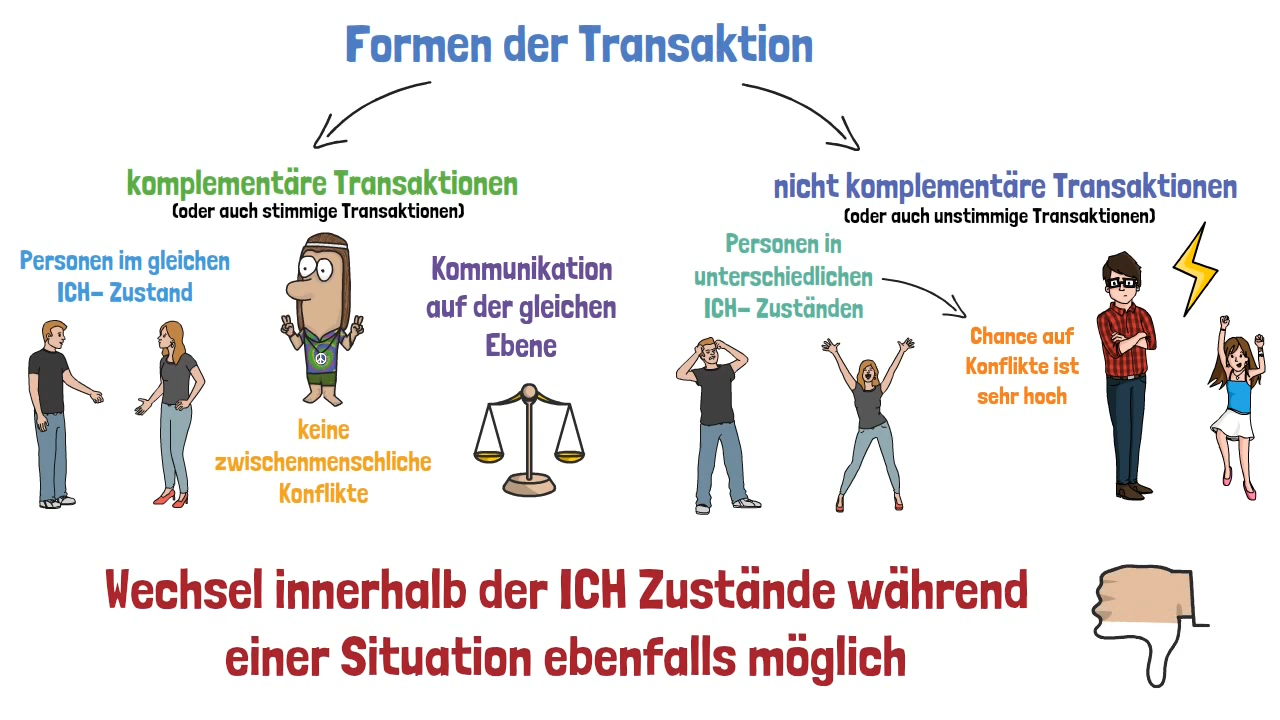 Formen der Transaktion
komplementäre Transaktionen
(oder auch stimmige Transaktionen)
Personen im gleichen
ICH- Zustand
Kommunikation
auf der gleichen
Ebene
keine
zwischenmenschliche
Konflikte
nicht komplementäre Transaktionen
(oder auch unstimmige Transaktionen)
Personen in
unterschiedlichen
ICH- Zuständen
Chance auf
Konflikte ist
sehr hoch
Wechsel innerhalb der ICH Zustände während
einer Situation ebenfalls möglich